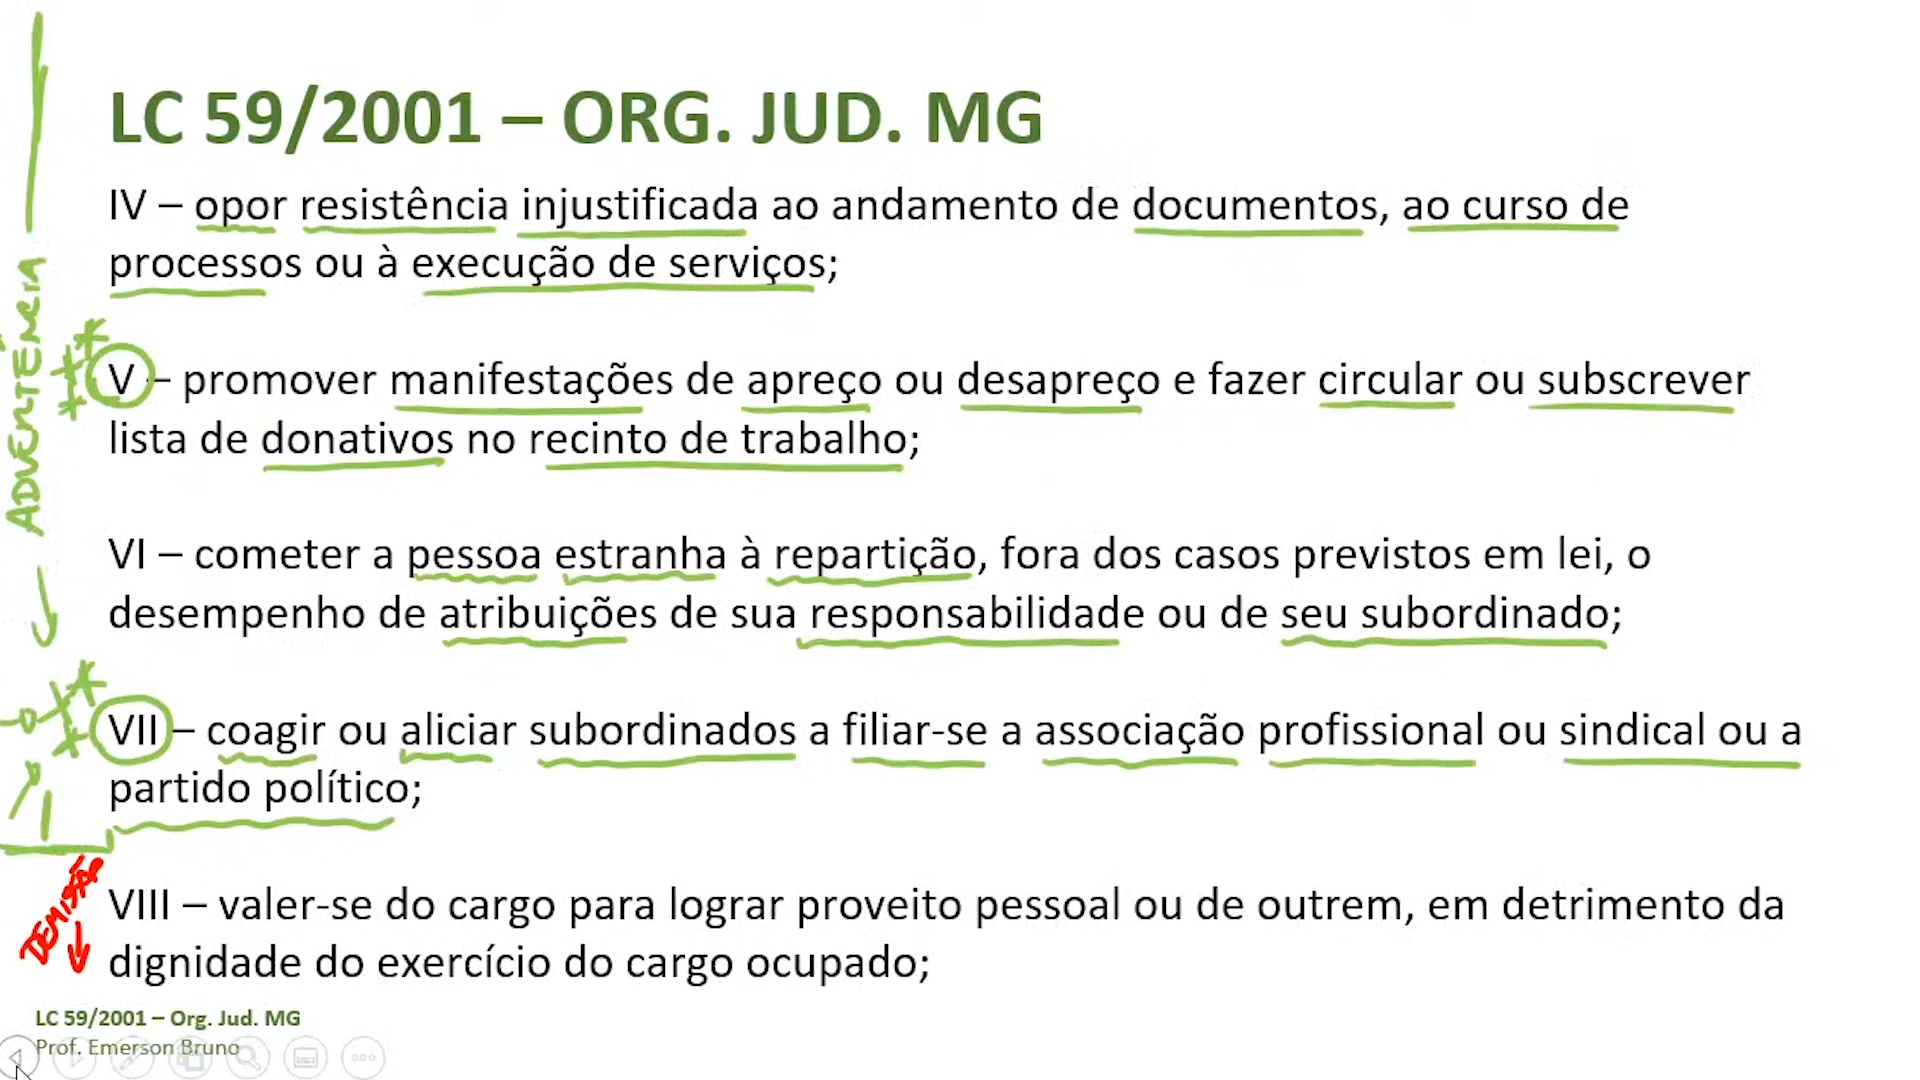 LC 59/2001 – ORG. JUD. MG
IV – opor resistência injustificada ao andamento de documentos, ao curso de
processos ou à execução de serviços;
ADVERTÊNCIA
V – promover manifestações de apreço ou desapreço e fazer circular ou subscrever
lista de donativos no recinto de trabalho;
VI – cometer a pessoa estranha à repartição, fora dos casos previstos em lei, o
desempenho de atribuições de sua responsabilidade ou de seu subordinado;
VII – coagir ou aliciar subordinados a filiar-se a associação profissional ou sindical ou a
partido político;
DEMISSÃO
VIII – valer-se do cargo para lograr proveito pessoal ou de outrem, em detrimento da
dignidade do exercício do cargo ocupado;
LC 59/2001 – Org. Jud. MG
Prof. Emerson Bruno